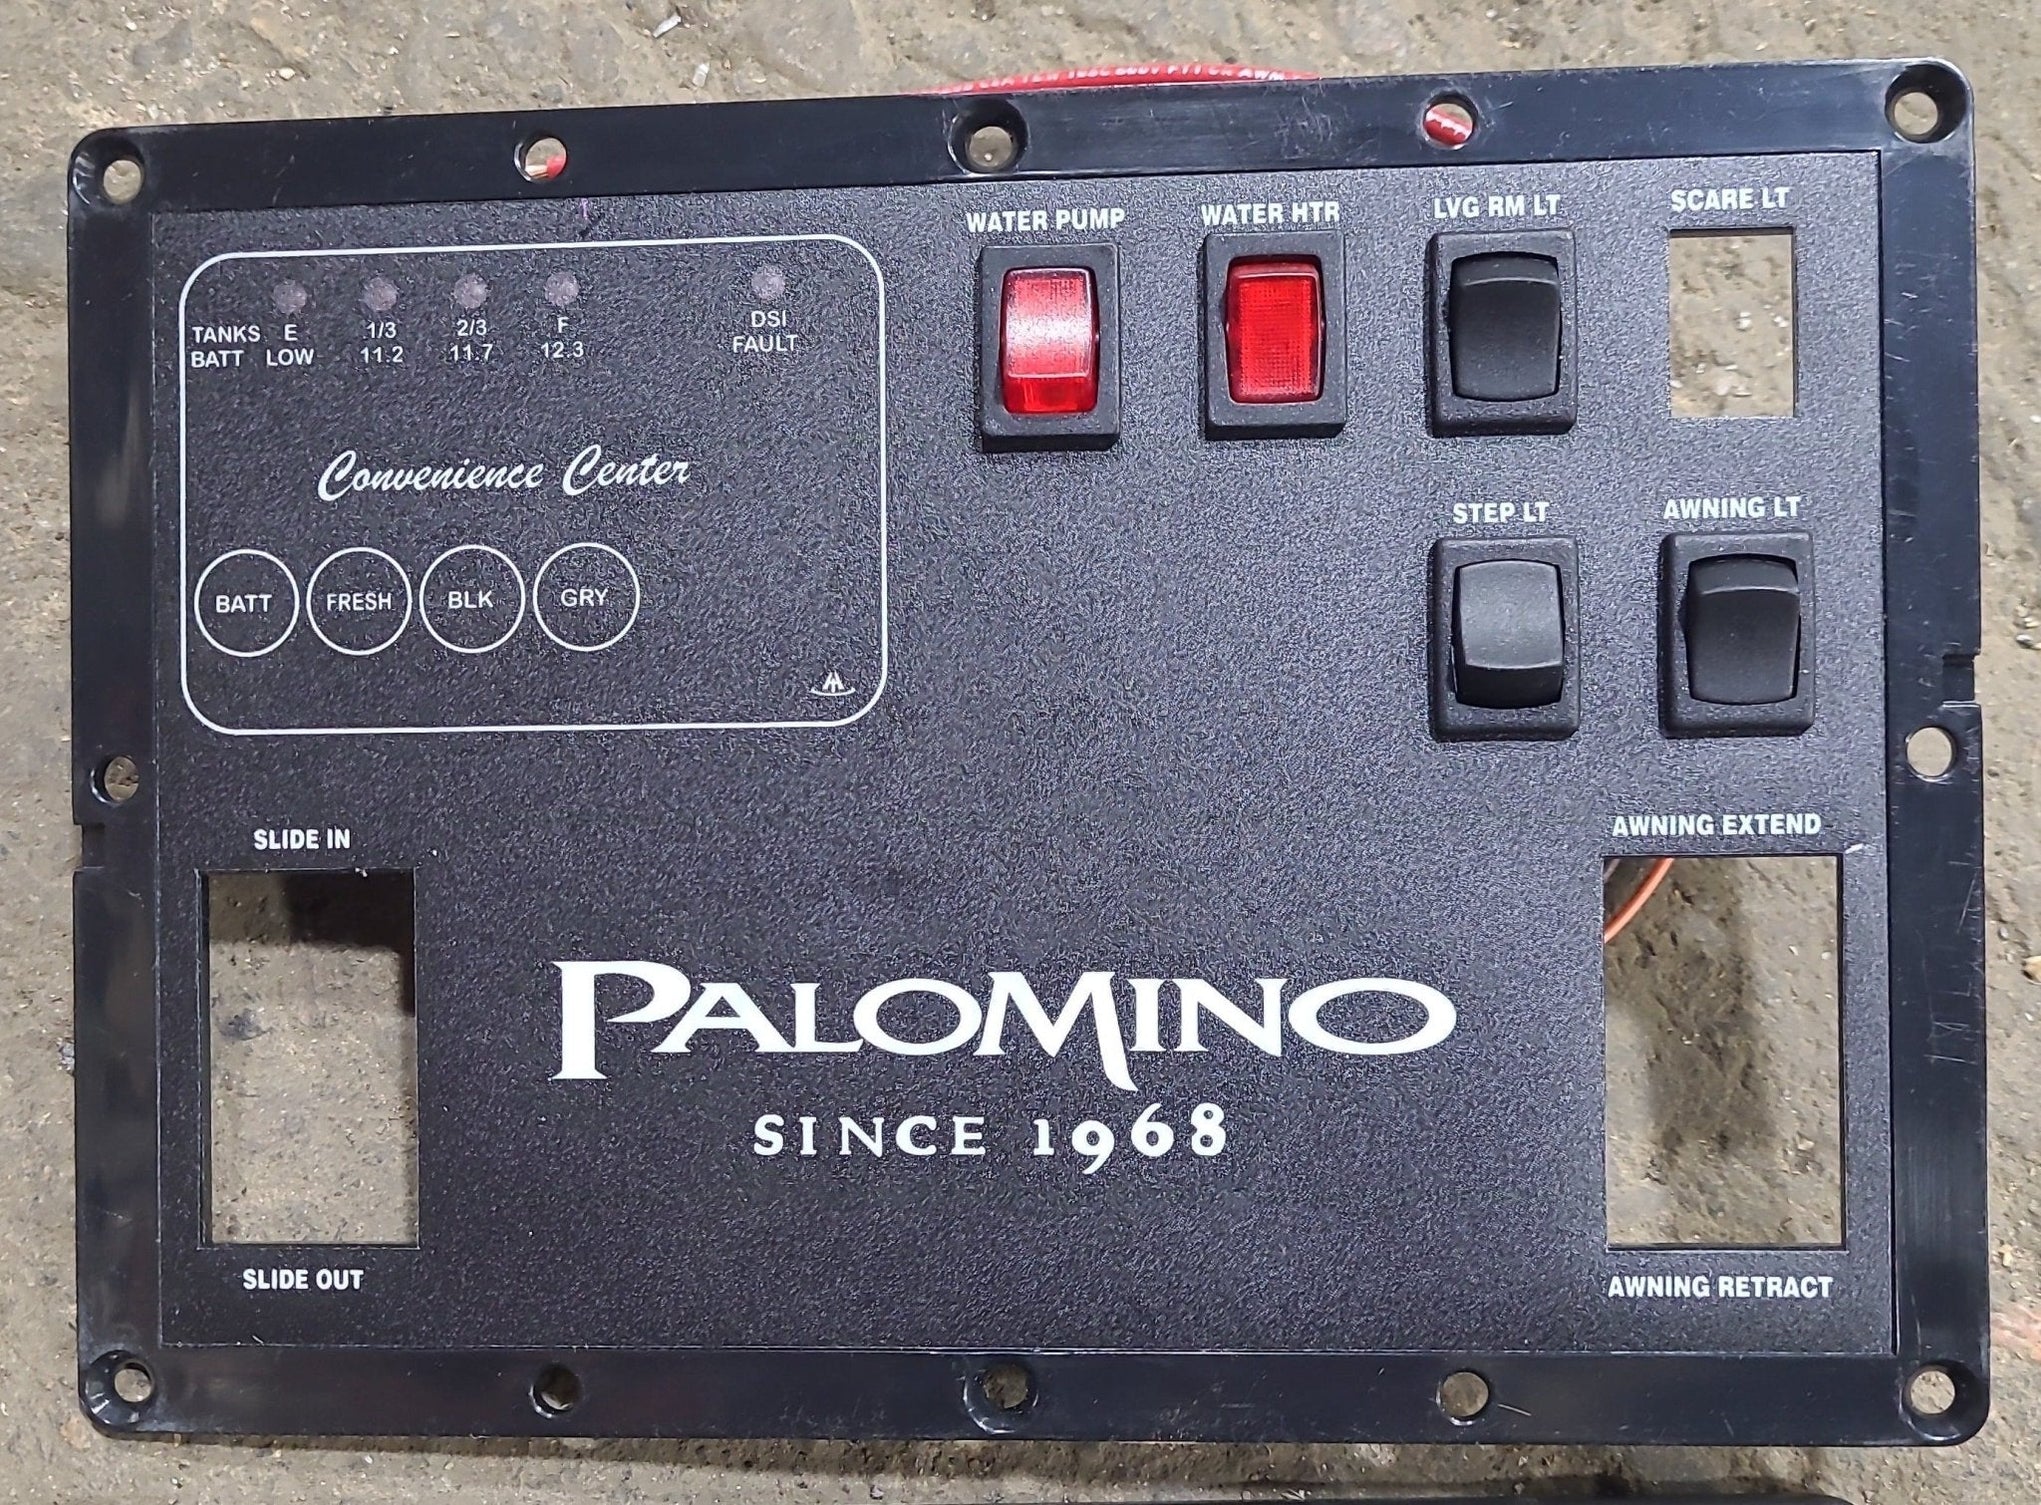 WATER PUMP
WATER HTR
LVG RM LT
SCARE LT
TANKS E 1/3 2/3 F
BATT LOW 11.2 11.7 12.3
DSI
FAULT
Convenience Center
BATT
FRESH
BLK
GRY
STEP LT
AWNING LT
SLIDE IN
SLIDE OUT
AWNING EXTEND
AWNING RETRACT
PALOMINO
SINCE 1968